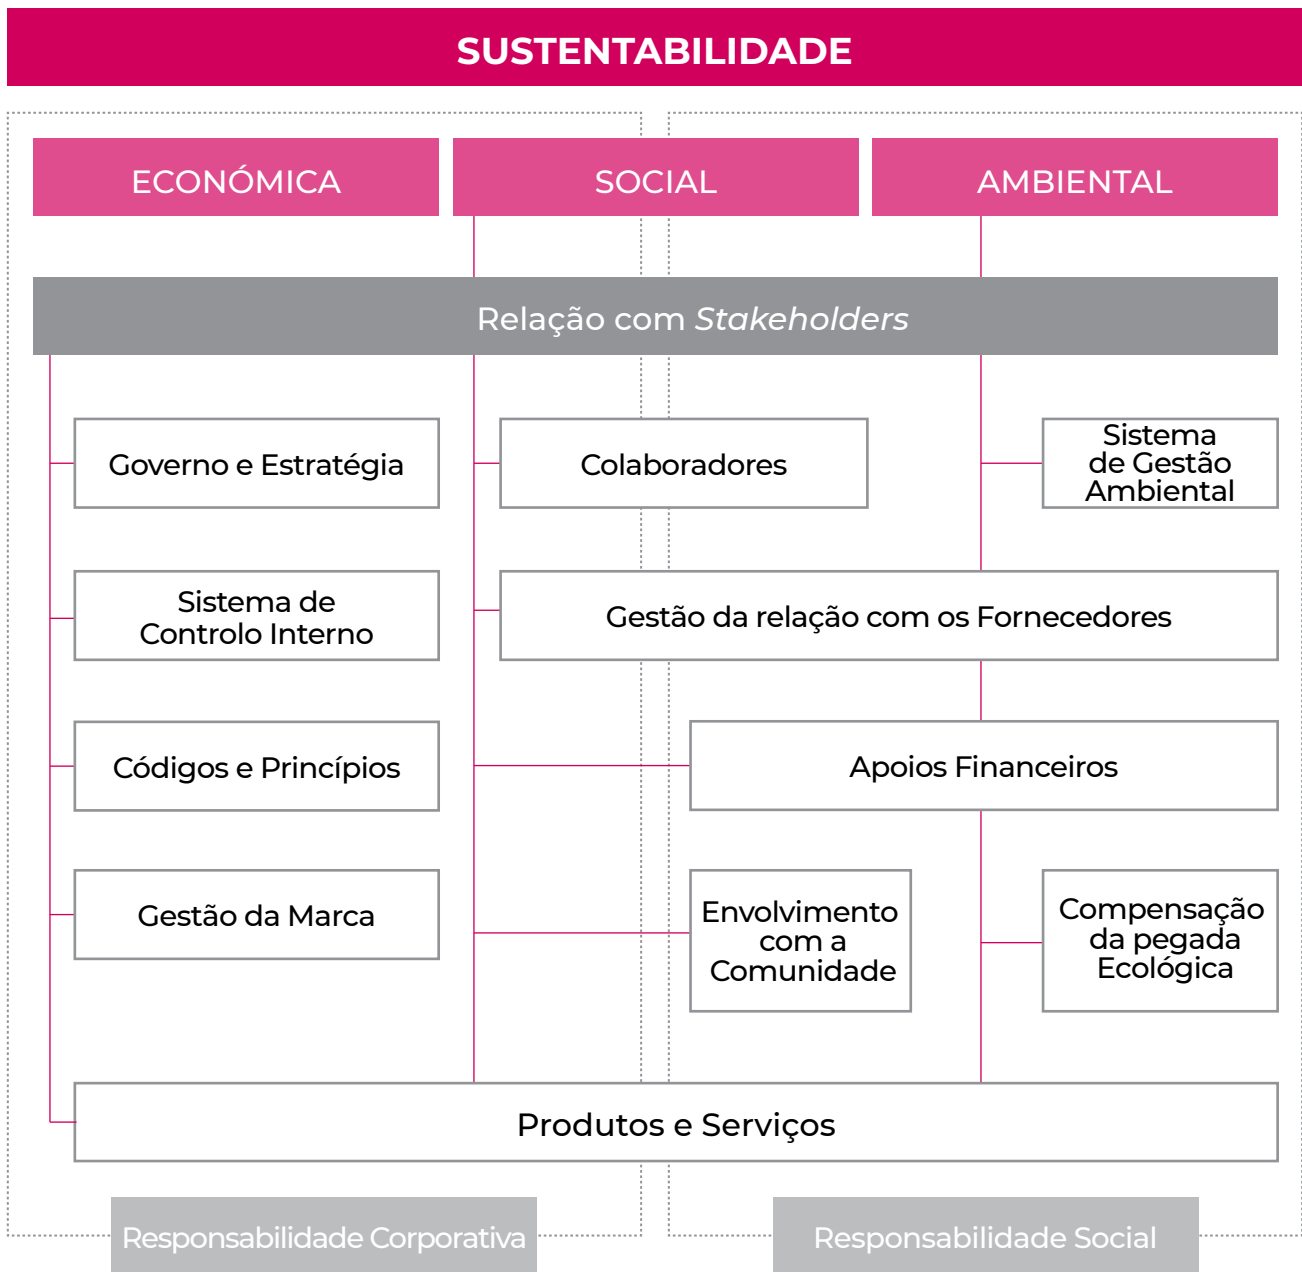 SUSTENTABILIDADE
ECONÓMICA
SOCIAL
AMBIENTAL
Relação com Stakeholders
Governo e Estratégia
Colaboradores
Sistema
de Gestão
Ambiental
Sistema de
Controlo Interno
Gestão da relação com os Fornecedores
Códigos e Princípios
Apoios Financeiros
Gestão da Marca
Envolvimento
com a
Comunidade
Compensação
da pegada
Ecológica
Produtos e Serviços
Responsabilidade Corporativa
Responsabilidade Social